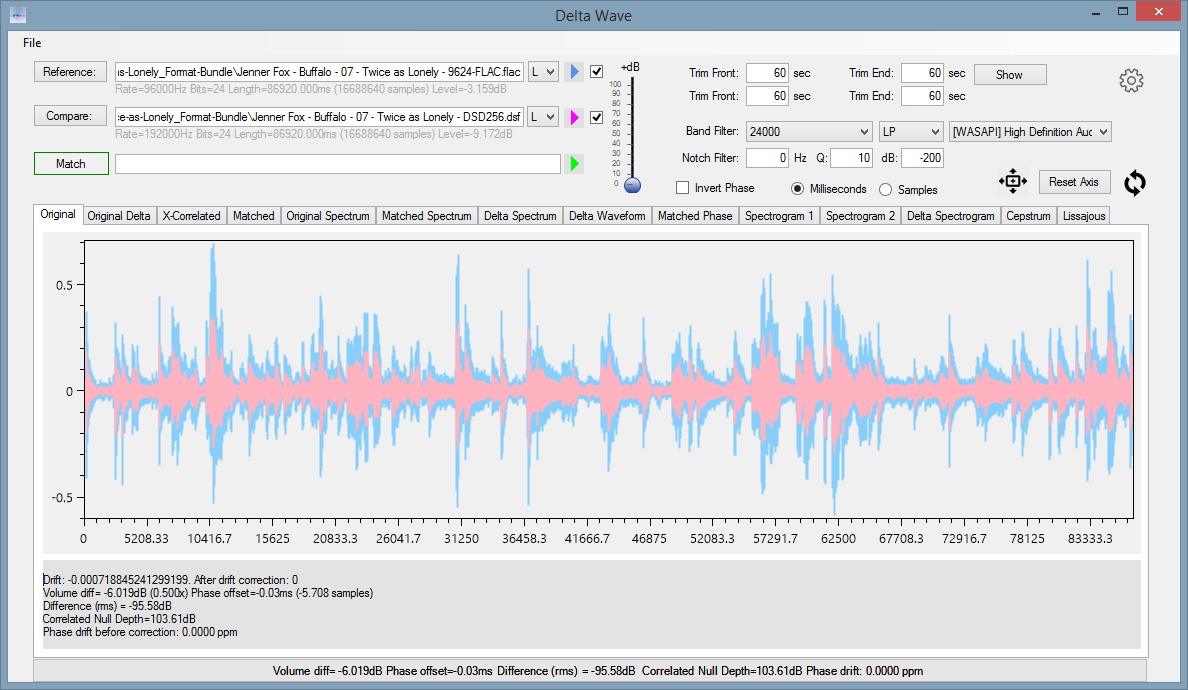 Delta Wave
File
Reference: ıs-Lonely_Format-Bundle\Jenner Fox - Buffalo - 07 - Twice as Lonely - 9624-FLAC.flac L
Rate=96000Hz Bits=24 Length=86920.000ms (16688640 samples) Level=-3.159dB
Compare: :e-as-Lonely_Format-Bundle\Jenner Fox - Buffalo - 07 - Twice as Lonely - DSD256.dsf L
Rate=192000Hz Bits=24 Length=86920.000ms (16688640 samples) Level=-9.172dB
Match
+dB
100
90
80
70
60
50
40
30
20
10
0
Trim Front: 60 sec Trim End: 60 sec Show
Trim Front: 60 sec Trim End: 60 sec
Band Filter: 24000 LP [WASAPI] High Definition Auc
Notch Filter: 0 Hz Q: 10 dB: -200
Invert Phase Milliseconds Samples Reset Axis
Original Original Delta X-Correlated Matched Original Spectrum Matched Spectrum Delta Spectrum Delta Waveform Matched Phase Spectrogram 1 Spectrogram 2 Delta Spectrogram Cepstrum Lissajous
0.5
0
-0.5
0 5208.33 10416.7 15625 20833.3 26041.7 31250 36458.3 41666.7 46875 52083.3 57291.7 62500 67708.3 72916.7 78125 83333.3
Drift: -0.000718845241299199. After drift correction: 0
Volume diff= -6.019dB (0.500x) Phase offset=-0.03ms (-5.708 samples)
Difference (rms) = -95.58dB
Correlated Null Depth=103.61dB
Phase drift before correction: 0.0000 ppm
Volume diff= -6.019dB Phase offset=-0.03ms Difference (rms) = -95.58dB Correlated Null Depth=103.61dB Phase drift: 0.0000 ppm